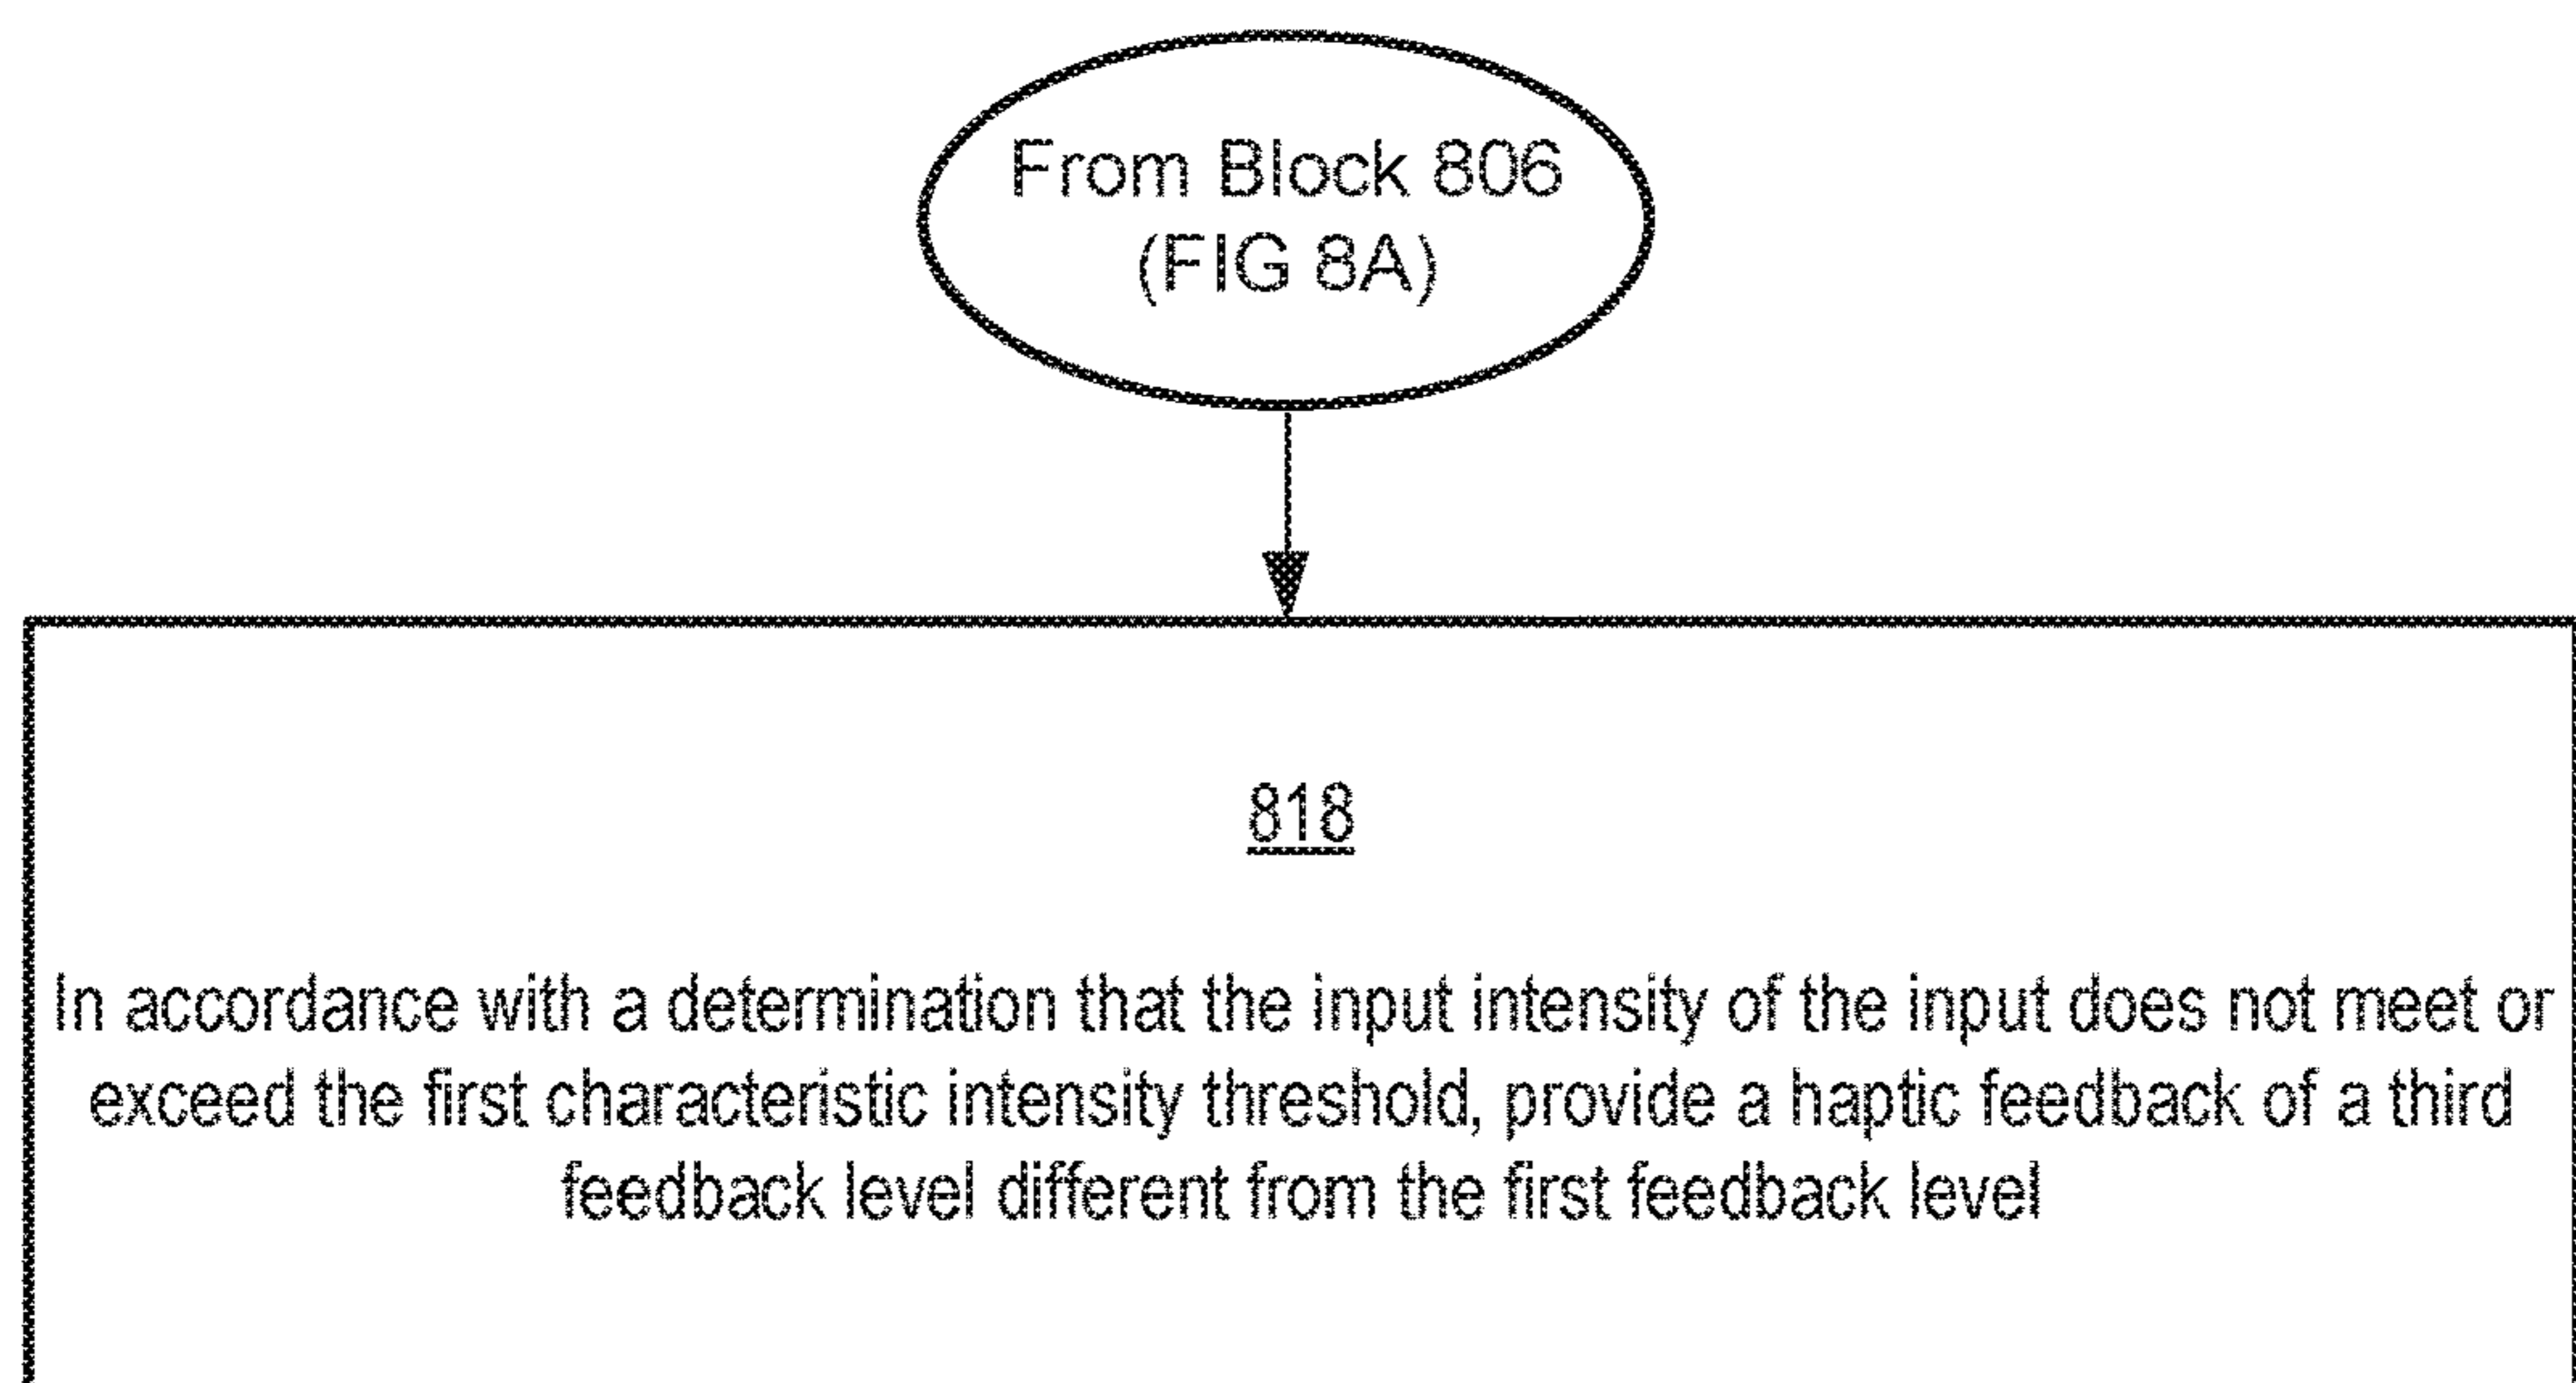 From Block 806
(FIG 8A)
818
In accordance with a determination that the input intensity of the input does not meet or
exceed the first characteristic intensity threshold, provide a haptic feedback of a third
feedback level different from the first feedback level